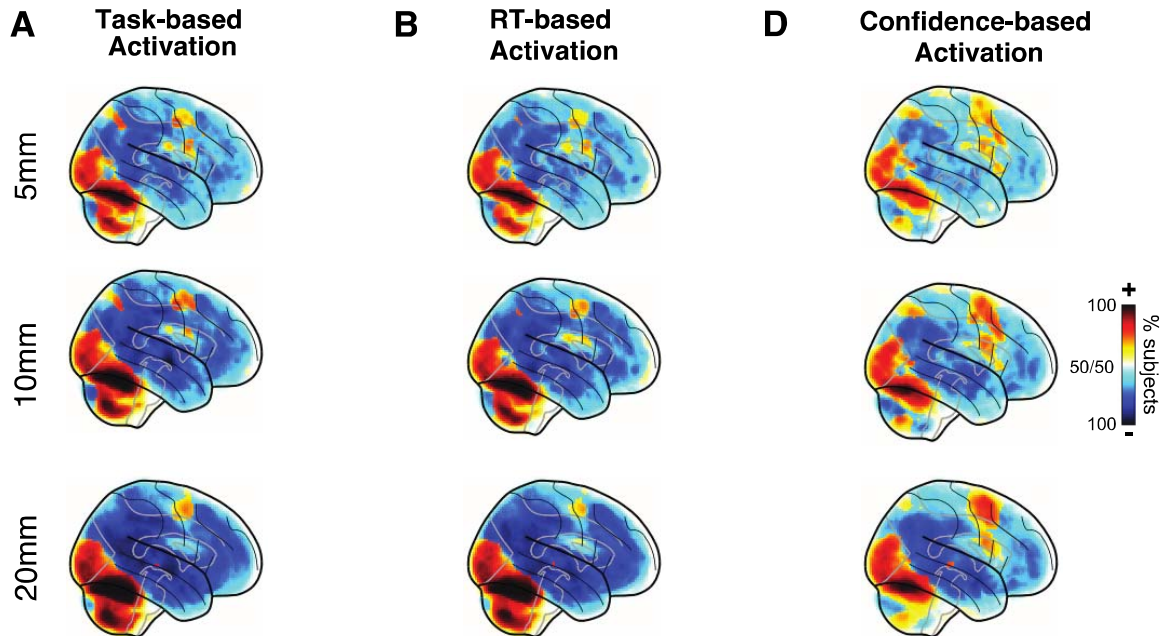 A
Task-based
Activation
B
RT-based
Activation
D
Confidence-based
Activation
5mm
10mm
20mm
+
100
50/50
100
-
% subjects